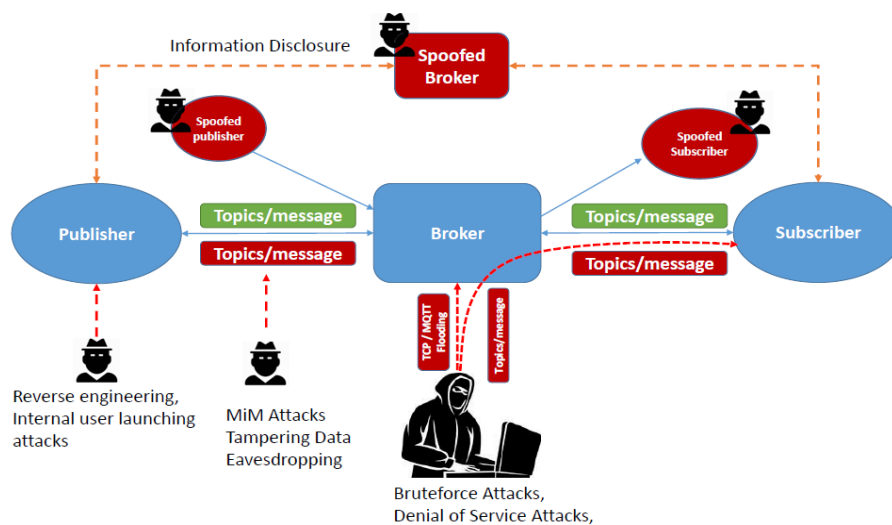 Information Disclosure
Spoofed
Broker
Spoofed
publisher
Spoofed
Subscriber
Topics/message
Topics/message
Publisher
Broker
Subscriber
Topics/message
Topics/message
TCP / MQTT
Flooding
Topics/message
Reverse engineering,
Internal user launching
attacks
MiM Attacks
Tampering Data
Eavesdropping
Bruteforce Attacks,
Denial of Service Attacks,